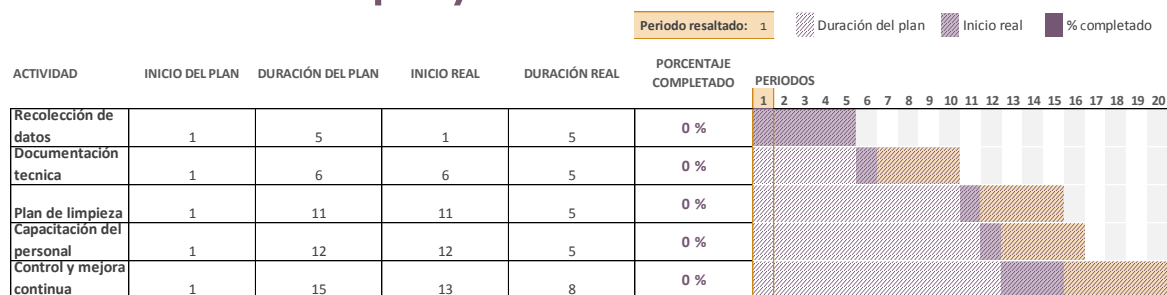 Periodo resaltado: 1 Duración del plan Inicio real % completado
ACTIVIDAD INICIO DEL PLAN DURACIÓN DEL PLAN INICIO REAL DURACIÓN REAL PORCENTAJE COMPLETADO PERIODOS
1 2 3 4 5 6 7 8 9 10 11 12 13 14 15 16 17 18 19 20
Recolección de
datos 1 5 1 5 0 %
Documentación
tecnica 1 6 6 5 0 %
Plan de limpieza 1 11 11 5 0 %
Capacitación del
personal 1 12 12 5 0 %
Control y mejora
continua 1 15 13 8 0 %